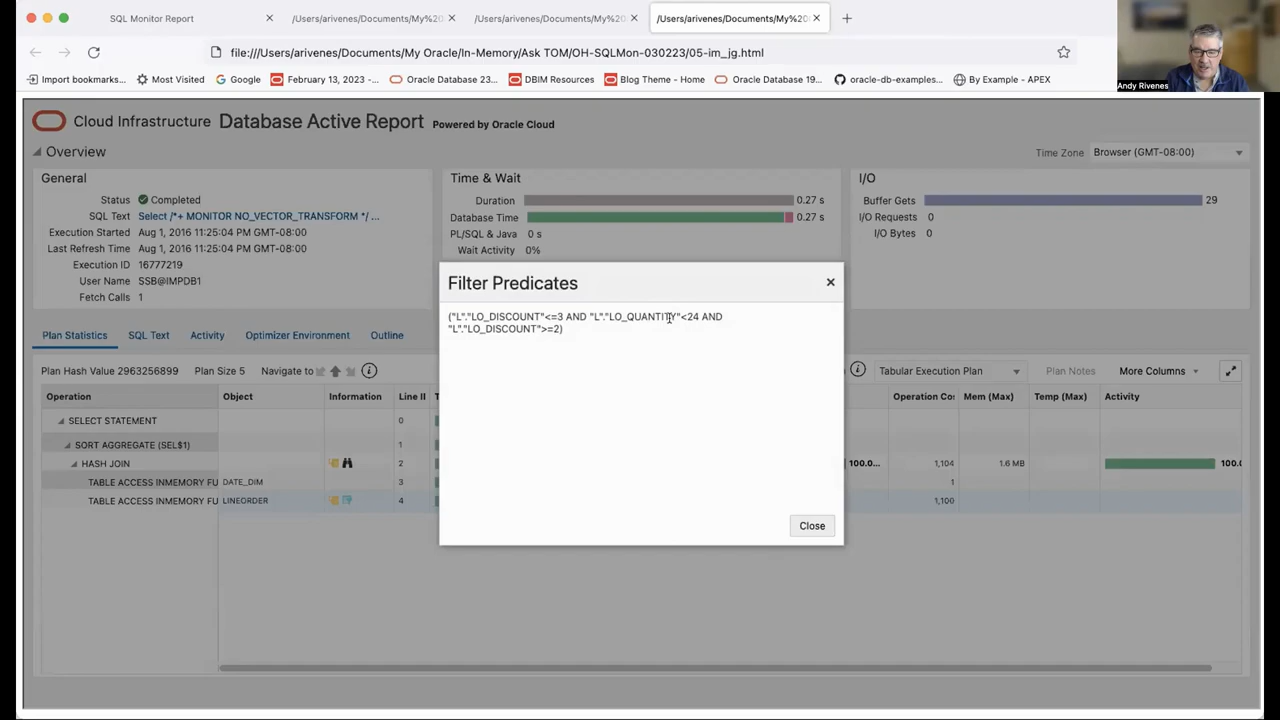 SQL Monitor Report
/Users/arivenes/Documents/My%20
/Users/arivenes/Documents/My%20
/Users/arivenes/Documents/My%20
file:///Users/arivenes/Documents/My Oracle/In-Memory/Ask TOM/OH-SQLMon-030223/05-im_jg.html
Import bookmarks... Most Visited Google February 13, 2023 -... Oracle Database 23... DBIM Resources Blog Theme - Home Oracle Database 19... oracle-db-examples... By Example - APEX
Andy Rivenes
Cloud Infrastructure Database Active Report Powered by Oracle Cloud
Overview
Time Zone Browser (GMT-08:00)
General
Status Completed
SQL Text Select /*+ MONITOR NO_VECTOR_TRANSFORM */ ...
Execution Started Aug 1, 2016 11:25:04 PM GMT-08:00
Last Refresh Time Aug 1, 2016 11:25:04 PM GMT-08:00
Execution ID 16777219
User Name SSB@IMPDB1
Fetch Calls 1
Time & Wait
Duration 0.27 s
Database Time 0.27 s
PL/SQL & Java 0 s
Wait Activity 0%
I/O
Buffer Gets 29
I/O Requests 0
I/O Bytes 0
Filter Predicates
("L"."LO_DISCOUNT"<=3 AND "L"."LO_QUANTITY"<24 AND
"L"."LO_DISCOUNT">=2)
Close
Plan Statistics SQL Text Activity Optimizer Environment Outline
Plan Hash Value 2963256899 Plan Size 5 Navigate to
Tabular Execution Plan Plan Notes More Columns
Operation Object Information Line I Operation Co Mem (Max) Temp (Max) Activity
SELECT STATEMENT 0
SORT AGGREGATE (SEL$1) 1
HASH JOIN 2 100.0... 1,104 1.6 MB 100.0
TABLE ACCESS INMEMORY FU DATE_DIM 3 1
TABLE ACCESS INMEMORY FU LINEORDER 4 1,100